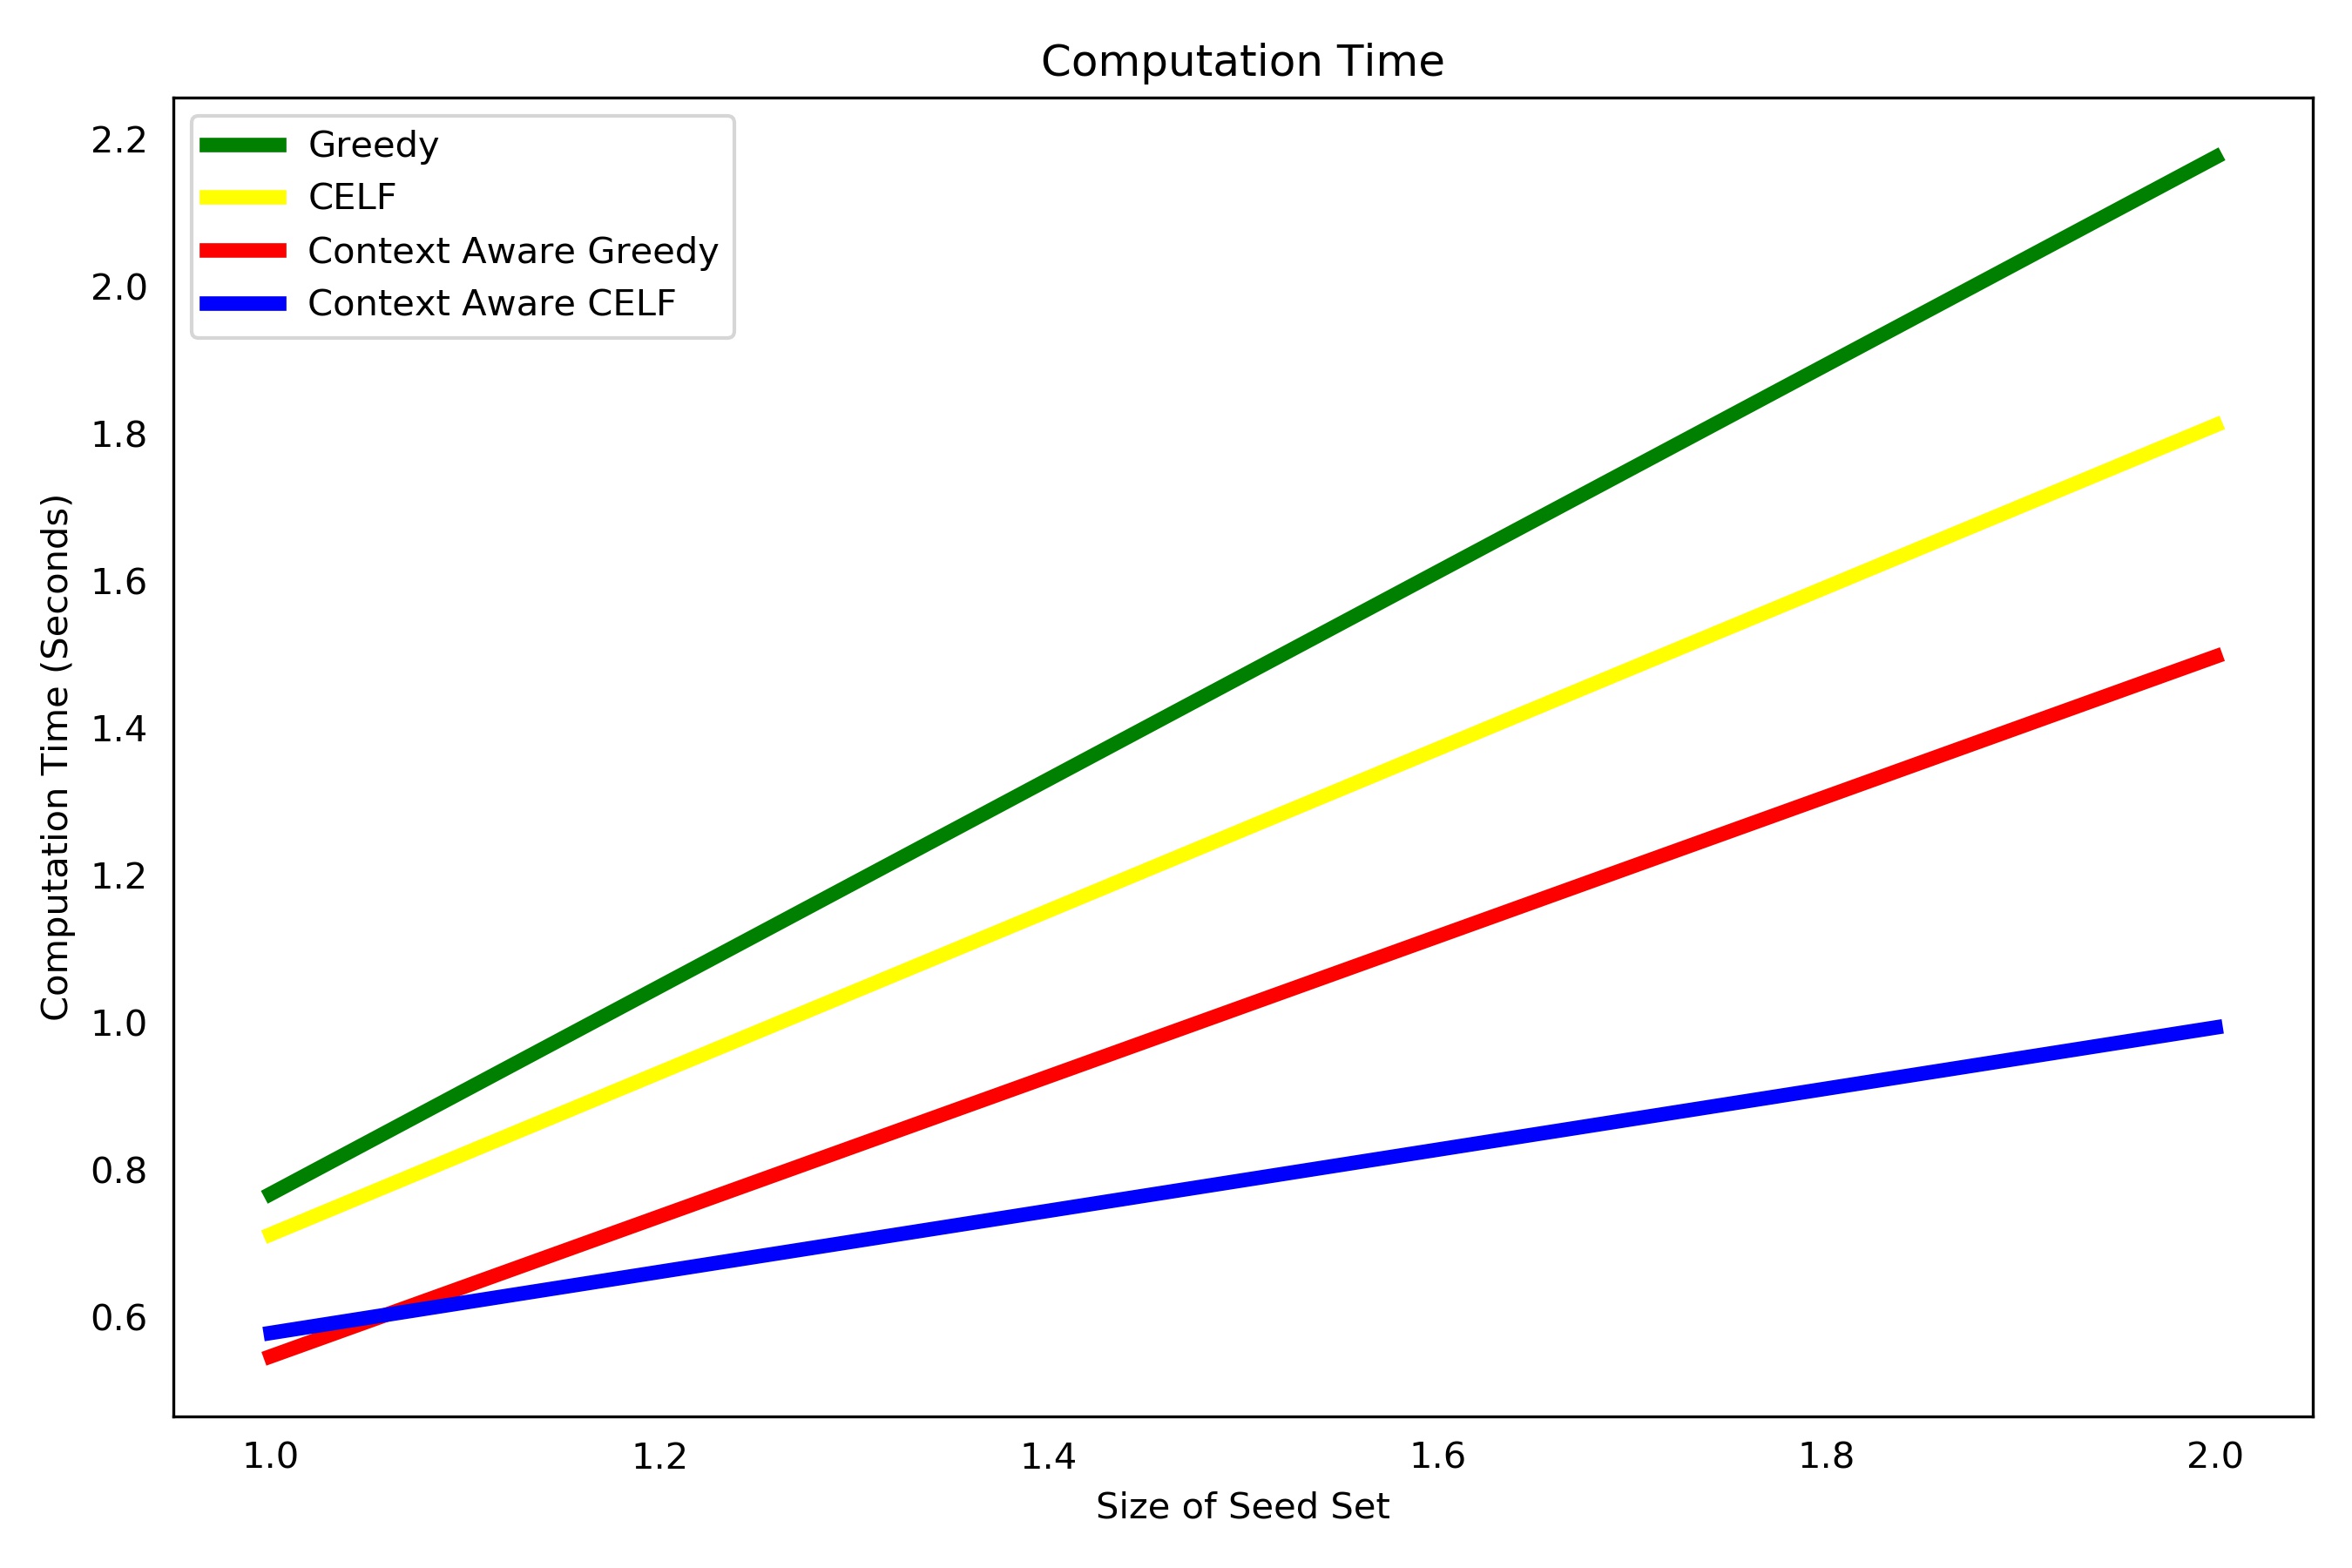 Computation Time
2.2
2.0
1.8
1.6
1.4
1.2
1.0
0.8
0.6
Computation Time (Seconds)
Greedy
CELF
Context Aware Greedy
Context Aware CELF
1.0 1.2 1.4 1.6 1.8 2.0
Size of Seed Set